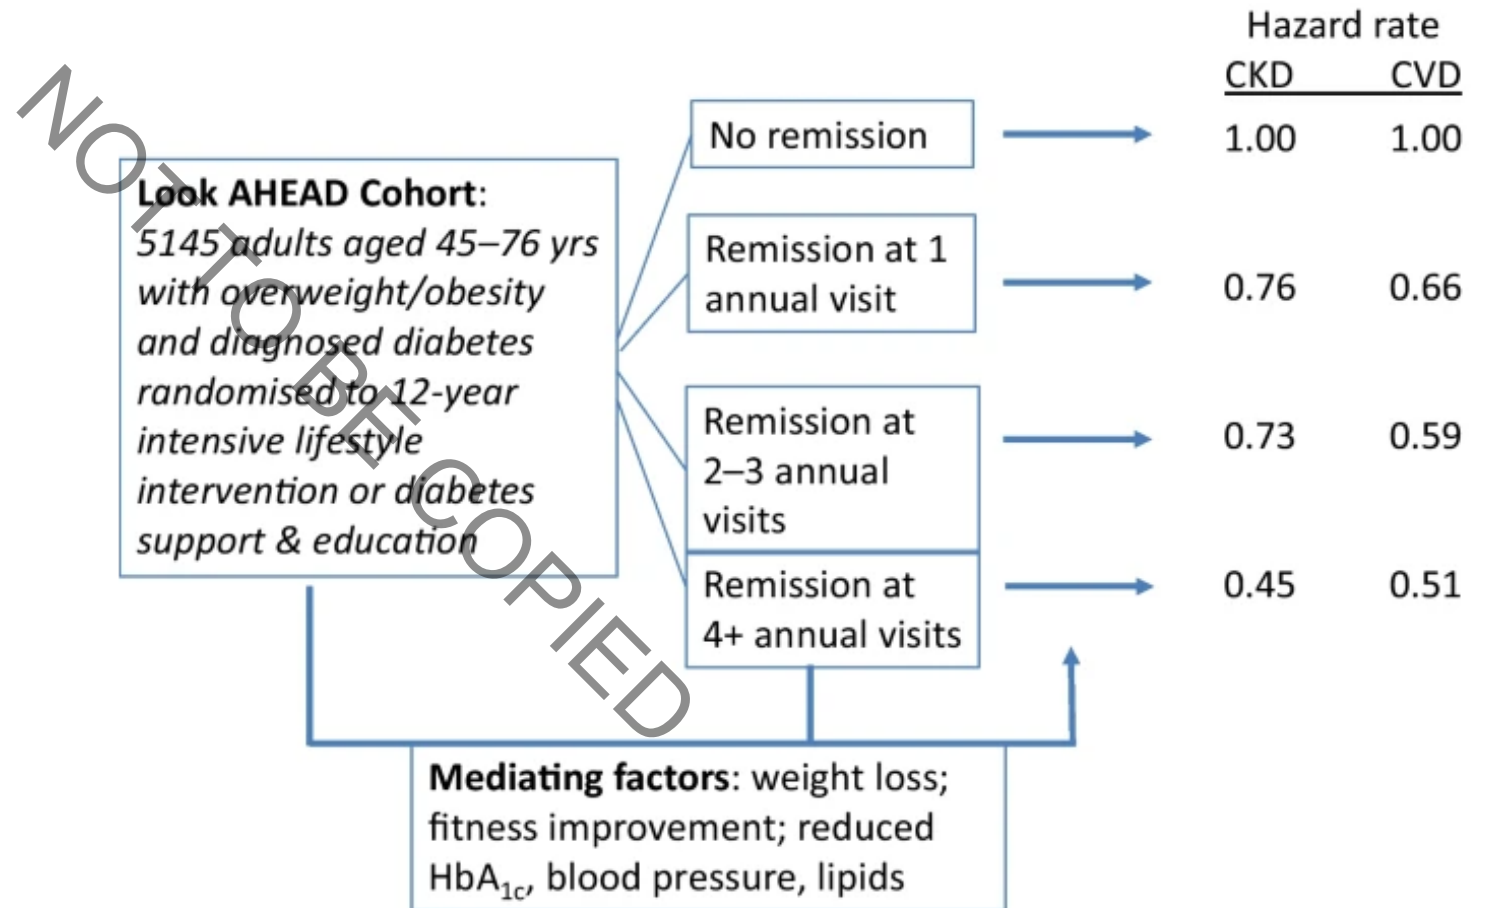 Hazard rate
CKD CVD
No remission
1.00 1.00
Look AHEAD Cohort:
5145 adults aged 45–76 yrs
with overweight/obesity
and diagnosed diabetes
randomised to 12-year
intensive lifestyle
intervention or diabetes
support & education
Remission at 1
annual visit
0.76 0.66
Remission at
2–3 annual
visits
0.73 0.59
Remission at
4+ annual visits
0.45 0.51
Mediating factors: weight loss;
fitness improvement; reduced
HbA1c, blood pressure, lipids
NOT TO BE COPIED